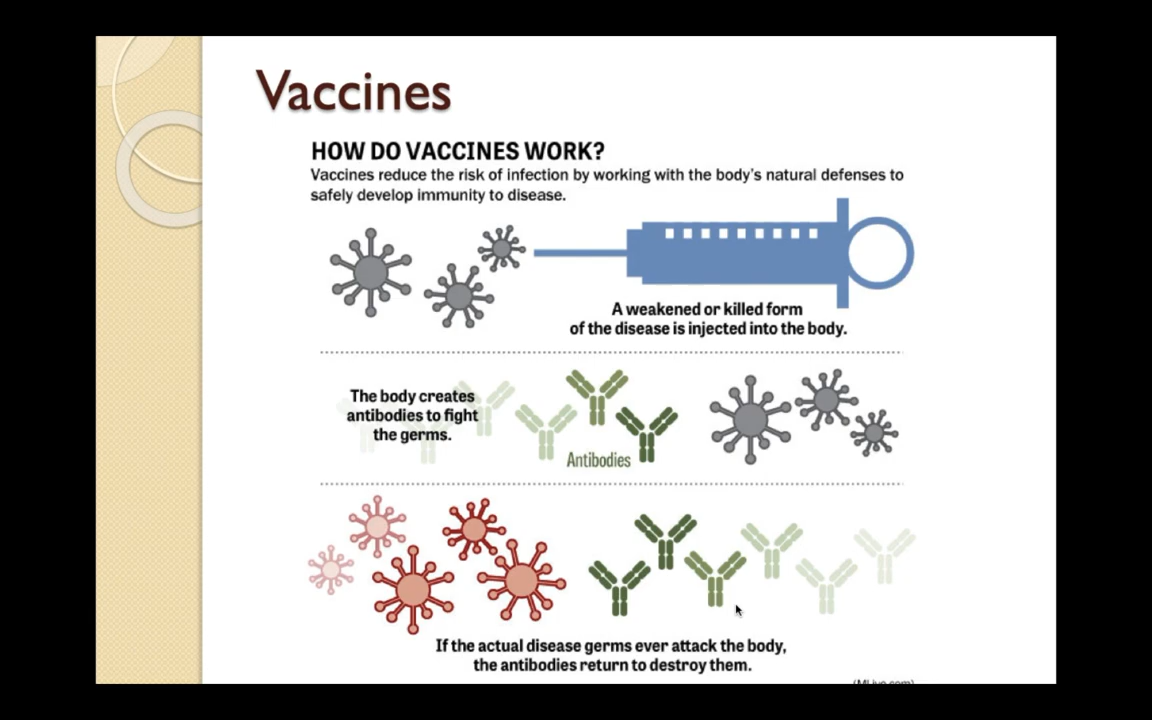 Vaccines
HOW DO VACCINES WORK?
Vaccines reduce the risk of infection by working with the body's natural defenses to
safely develop immunity to disease.
A weakened or killed form
of the disease is injected into the body.
The body creates
antibodies to fight
the germs.
Antibodies
If the actual disease germs ever attack the body,
the antibodies return to destroy them.